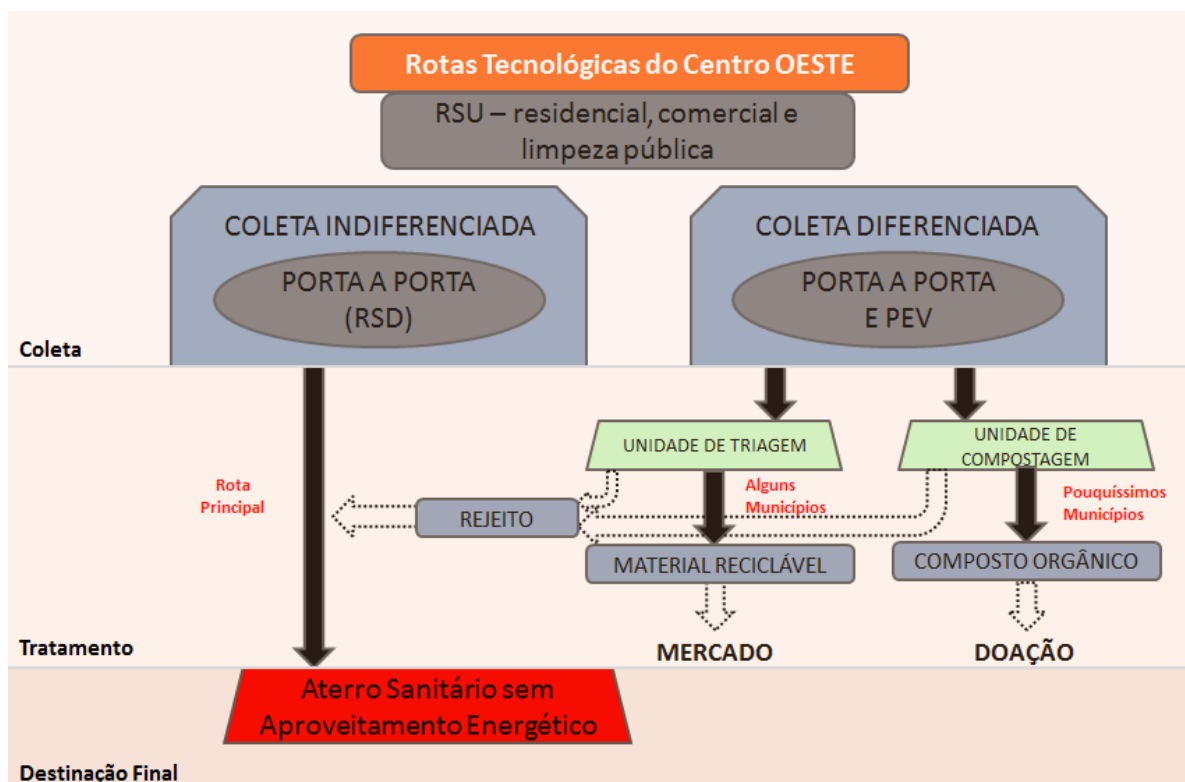 Rotas Tecnológicas do Centro OESTE
RSU – residencial, comercial e
limpeza pública
COLETA INDIFERENCIADA
PORTA A PORTA
(RSD)
COLETA DIFERENCIADA
PORTA A PORTA
E PEV
Coleta
UNIDADE DE TRIAGEM
UNIDADE DE
COMPOSTAGEM
Rota
Principal
REJEITO
Alguns
Municípios
Pouquíssimos
Municípios
MATERIAL RECICLÁVEL
COMPOSTO ORGÂNICO
Tratamento
MERCADO
DOAÇÃO
Aterro Sanitário sem
Aproveitamento Energético
Destinação Final